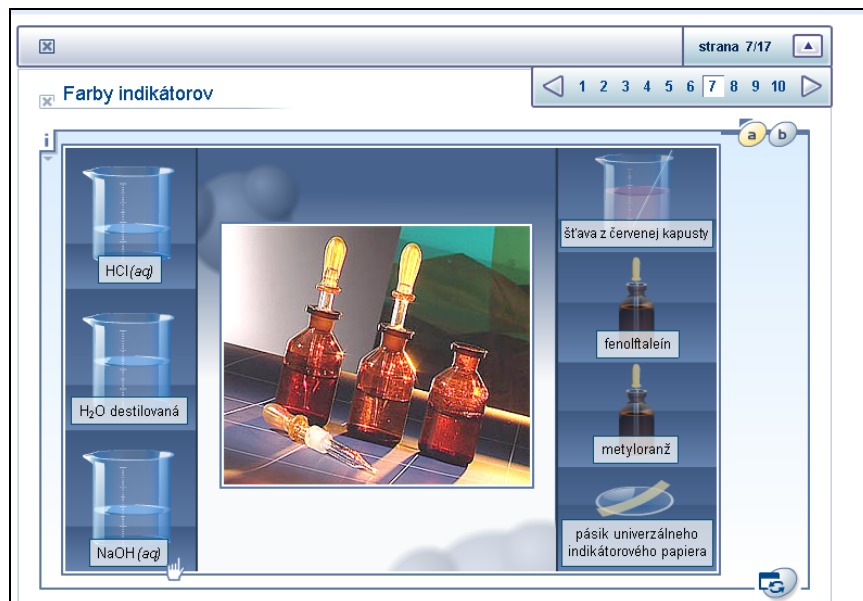 strana 7/17
1 2 3 4 5 6 7 8 9 10
Farby indikátorov
i
a b
HCl(aq)
H₂O destilovaná
NaOH(aq)
šťava z červenej kapusty
fenolftaleín
metyloranž
pásik univerzálneho
indikátorového papiera